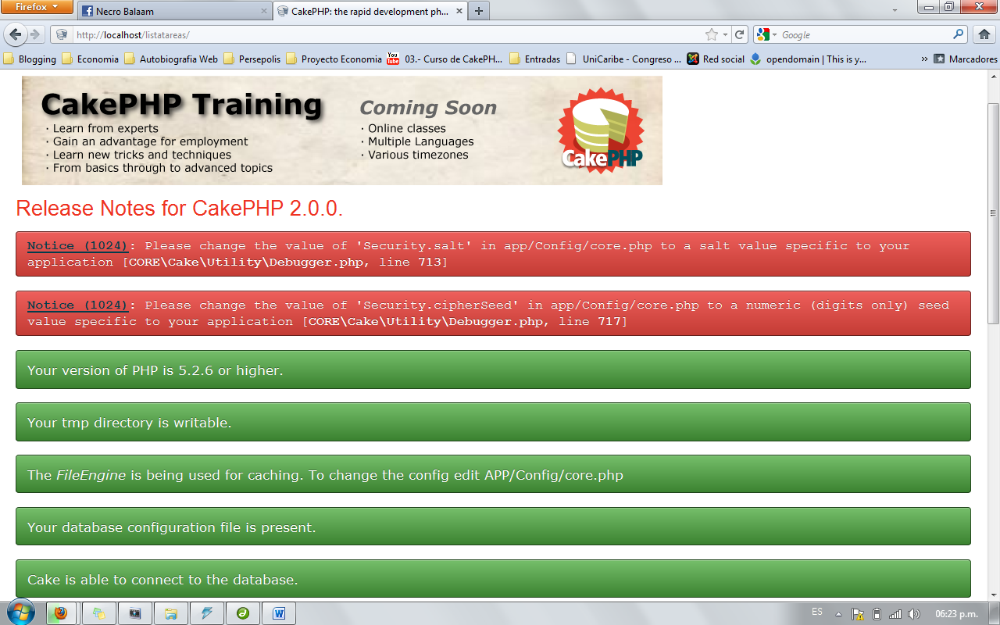 Firefox
Necro Balaam
CakePHP: the rapid development ph...
http://localhost/listatareas/
Google
Blogging
Economia
Autobiografia Web
Persepolis
Proyecto Economia
You Tube
03.- Curso de CakePH...
Entradas
UniCaribe - Congreso ...
Red social
opendomain | This is y...
»
Marcadores
CakePHP Training
· Learn from experts
· Gain an advantage for employment
· Learn new tricks and techniques
· From basics through to advanced topics
Coming Soon
· Online classes
· Multiple Languages
· Various timezones
CakePHP
Release Notes for CakePHP 2.0.0.
Notice (1024): Please change the value of 'Security.salt' in app/Config/core.php to a salt value specific to your
application [CORE\Cake\Utility\Debugger.php, line 713]
Notice (1024): Please change the value of 'Security.cipherSeed' in app/Config/core.php to a numeric (digits only) seed
value specific to your application [CORE\Cake\Utility\Debugger.php, line 717]
Your version of PHP is 5.2.6 or higher.
Your tmp directory is writable.
The FileEngine is being used for caching. To change the config edit APP/Config/core.php
Your database configuration file is present.
Cake is able to connect to the database.
ES
06:23 p.m.